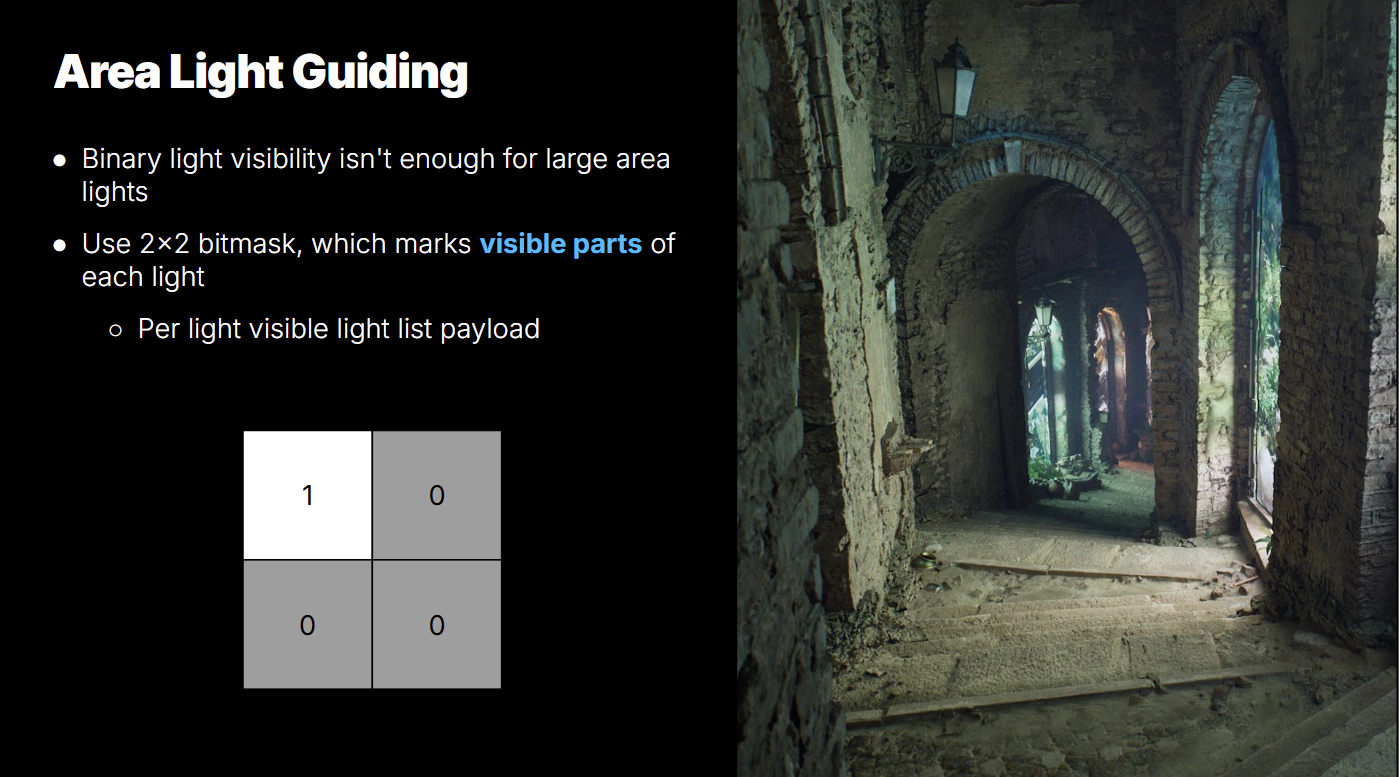 Area Light Guiding
● Binary light visibility isn't enough for large area
lights
● Use 2×2 bitmask, which marks visible parts of
each light
○ Per light visible light list payload
1 0
0 0